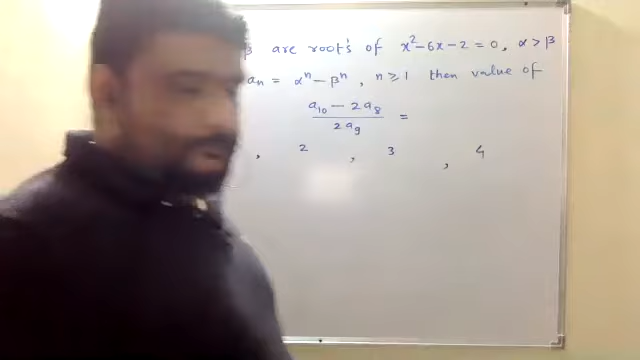 β are roots of x² - 6x - 2 = 0, α > β
aₙ = αⁿ - βⁿ, n ≥ 1 then value of
a₁₀ - 2a₈
2a₉
=
, 2 , 3 , 4